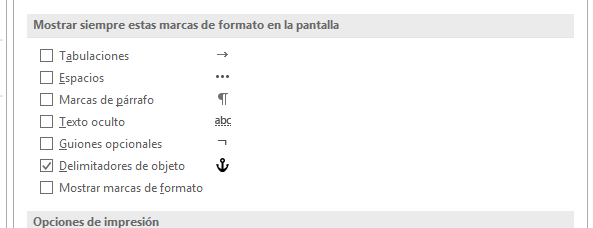 Mostrar siempre estas marcas de formato en la pantalla
Tabulaciones →
Espacios •••
Marcas de párrafo ¶
Texto oculto abc
Guiones opcionales ¬
Delimitadores de objeto
Mostrar marcas de formato
Opciones de impresión